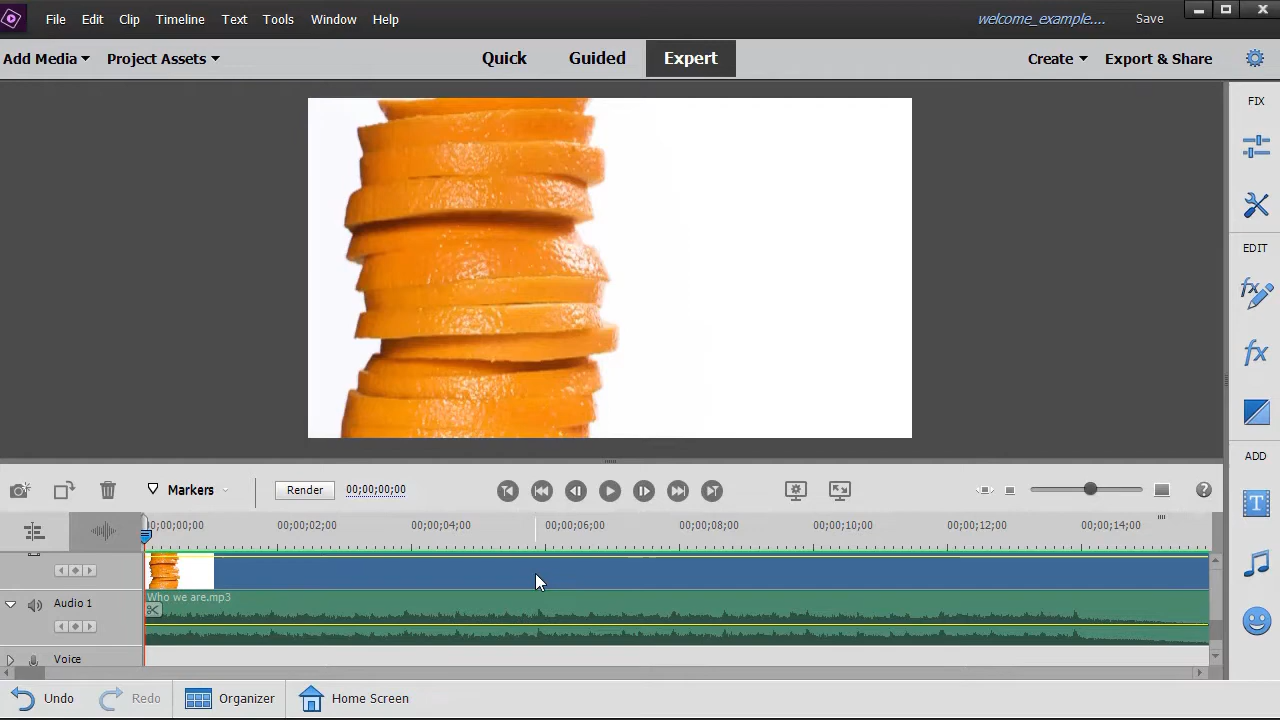 File Edit Clip Timeline Text Tools Window Help welcome_example.... Save
Add Media Project Assets Quick Guided Expert Create Export & Share
FIX
EDIT
fx
fx
ADD
T
Markers Render 00;00;00;00 ?
00;00;00;00 00;00;02;00 00;00;04;00 00;00;06;00 00;00;08;00 00;00;10;00 00;00;12;00 00;00;14;00
Who we are.mp3
Audio 1
Voice
Undo Redo Organizer Home Screen